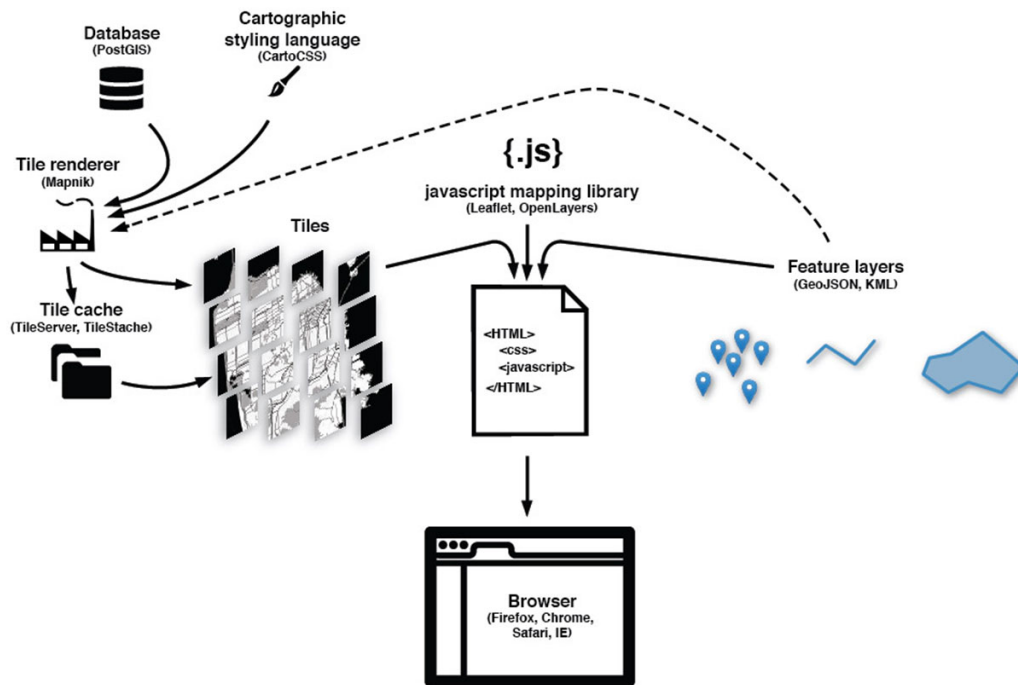 Database
(PostGIS)
Cartographic
styling language
(CartoCSS)
Tile renderer
(Mapnik)
{.js}
javascript mapping library
(Leaflet, OpenLayers)
Tiles
Feature layers
(GeoJSON, KML)
Tile cache
(TileServer, TileStache)
<HTML>
<css>
<javascript>
</HTML>
Browser
(Firefox, Chrome,
Safari, IE)